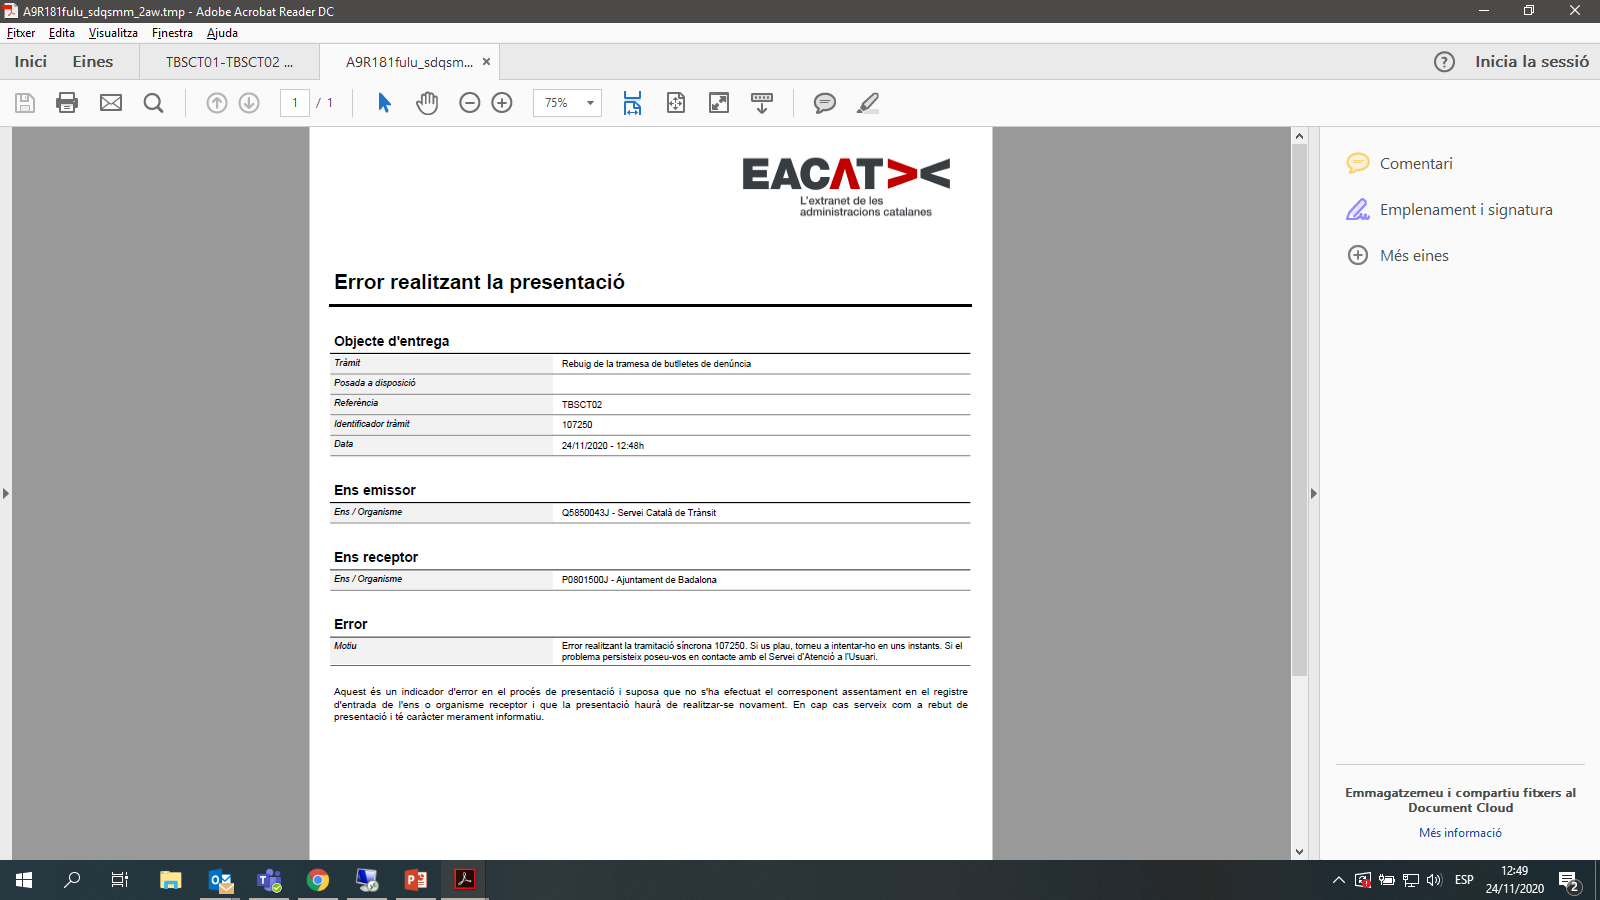 A9R181fulu_sdqsmm_2aw.tmp - Adobe Acrobat Reader DC
Fitxer Edita Visualitza Finestra Ajuda
Inici Eines TBSCT01-TBSCT02 ... A9R181fulu_sdqsm... × ? Inicia la sessió
1 / 1 75%
EACAT
L'extranet de les
administracions catalanes
Error realitzant la presentació
Objecte d'entrega
Tràmit Rebuig de la tramesa de butlletes de denúncia
Posada a disposició
Referència TBSCT02
Identificador tràmit 107250
Data 24/11/2020 - 12:48h
Ens emissor
Ens / Organisme Q5850043J - Servei Català de Trànsit
Ens receptor
Ens / Organisme P0801500J - Ajuntament de Badalona
Error
Motiu Error realitzant la tramitació síncrona 107250. Si us plau, torneu a intentar-ho en uns instants. Si el
problema persisteix poseu-vos en contacte amb el Servei d'Atenció a l'Usuari.
Aquest és un indicador d'error en el procés de presentació i suposa que no s'ha efectuat el corresponent assentament en el registre
d'entrada de l'ens o organisme receptor i que la presentació haurà de realitzar-se novament. En cap cas serveix com a rebut de
presentació i té caràcter merament informatiu.
Comentari
Emplenament i signatura
Més eines
Emmagatzemeu i compartiu fitxers al
Document Cloud
Més informació
ESP
12:49
24/11/2020
2